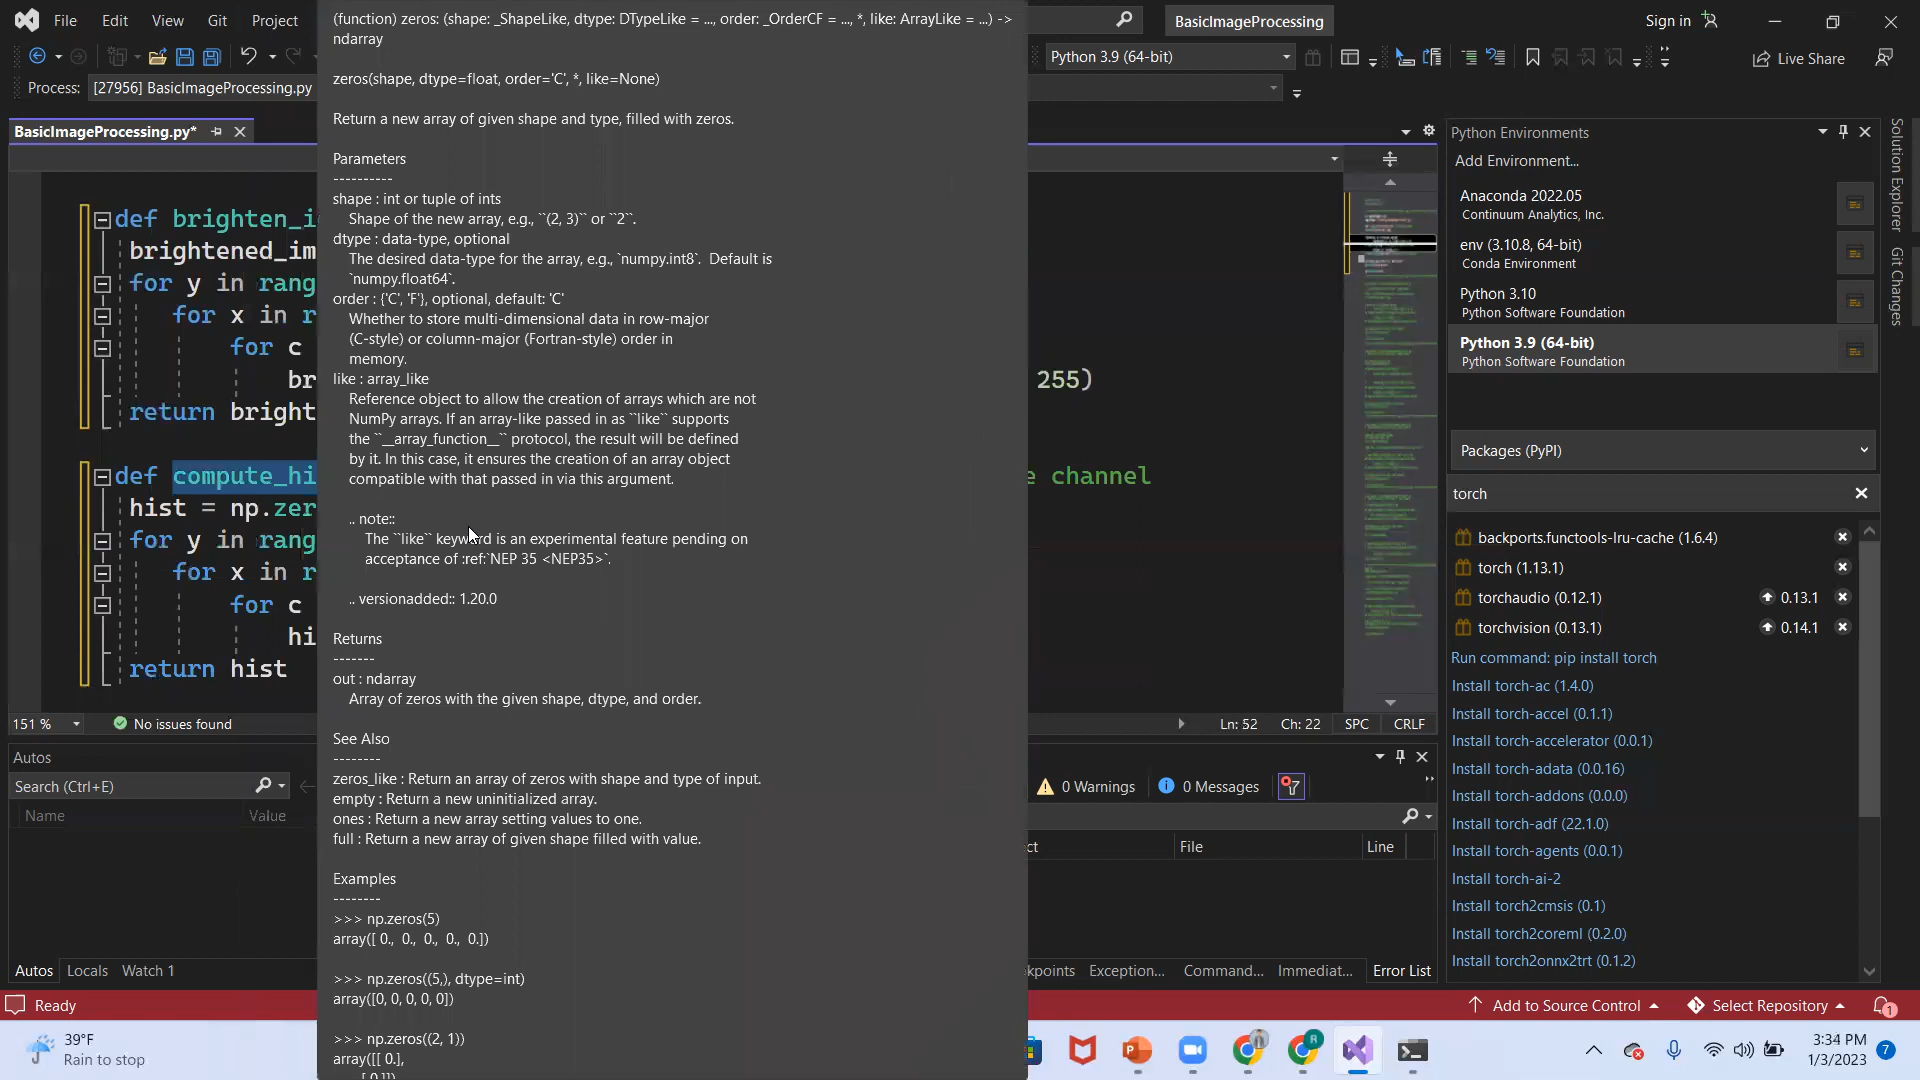 File Edit View Git Project
BasicImageProcessing
Sign in
Python 3.9 (64-bit)
Live Share
Process: [27956] BasicImageProcessing.py
BasicImageProcessing.py*
(function) zeros: (shape: _ShapeLike, dtype: DTypeLike = ..., order: _OrderCF = ..., *, like: ArrayLike = ...) ->
ndarray
zeros(shape, dtype=float, order='C', *, like=None)
Return a new array of given shape and type, filled with zeros.
Parameters
----------
shape : int or tuple of ints
Shape of the new array, e.g., ``(2, 3)`` or ``2``.
dtype : data-type, optional
The desired data-type for the array, e.g., `numpy.int8`. Default is
`numpy.float64`.
order : {'C', 'F'}, optional, default: 'C'
Whether to store multi-dimensional data in row-major
(C-style) or column-major (Fortran-style) order in
memory.
like : array_like
Reference object to allow the creation of arrays which are not
NumPy arrays. If an array-like passed in as ``like`` supports
the ``__array_function__`` protocol, the result will be defined
by it. In this case, it ensures the creation of an array object
compatible with that passed in via this argument.
.. note::
The ``like`` keyword is an experimental feature pending on
acceptance of :ref:`NEP 35 <NEP35>`.
.. versionadded:: 1.20.0
Returns
-------
out : ndarray
Array of zeros with the given shape, dtype, and order.
See Also
--------
zeros_like : Return an array of zeros with shape and type of input.
empty : Return a new uninitialized array.
ones : Return a new array setting values to one.
full : Return a new array of given shape filled with value.
Examples
--------
>>> np.zeros(5)
array([ 0., 0., 0., 0., 0.])
>>> np.zeros((5,), dtype=int)
array([0, 0, 0, 0, 0])
>>> np.zeros((2, 1))
array([[ 0.],
def brighten_i
brightened_im
for y in rang
for x in r
for c
br
255)
return bright
def compute_hi
e channel
hist = np.zer
for y in rang
for x in r
for c
hi
return hist
151 %
No issues found
Ln: 52 Ch: 22 SPC CRLF
Autos
Search (Ctrl+E)
Name Value
Autos Locals Watch 1
0 Warnings 0 Messages
ct File Line
kpoints Exception... Command... Immediat... Error List
Python Environments
Add Environment...
Anaconda 2022.05
Continuum Analytics, Inc.
env (3.10.8, 64-bit)
Conda Environment
Python 3.10
Python Software Foundation
Python 3.9 (64-bit)
Python Software Foundation
Packages (PyPI)
torch
backports.functools-lru-cache (1.6.4)
torch (1.13.1)
torchaudio (0.12.1) 0.13.1
torchvision (0.13.1) 0.14.1
Run command: pip install torch
Install torch-ac (1.4.0)
Install torch-accel (0.1.1)
Install torch-accelerator (0.0.1)
Install torch-adata (0.0.16)
Install torch-addons (0.0.0)
Install torch-adf (22.1.0)
Install torch-agents (0.0.1)
Install torch-ai-2
Install torch2cmsis (0.1)
Install torch2coreml (0.2.0)
Install torch2onnx2trt (0.1.2)
Solution Explorer
Git Changes
Ready
Add to Source Control
Select Repository
1
39°F
Rain to stop
R
3:34 PM
1/3/2023
7